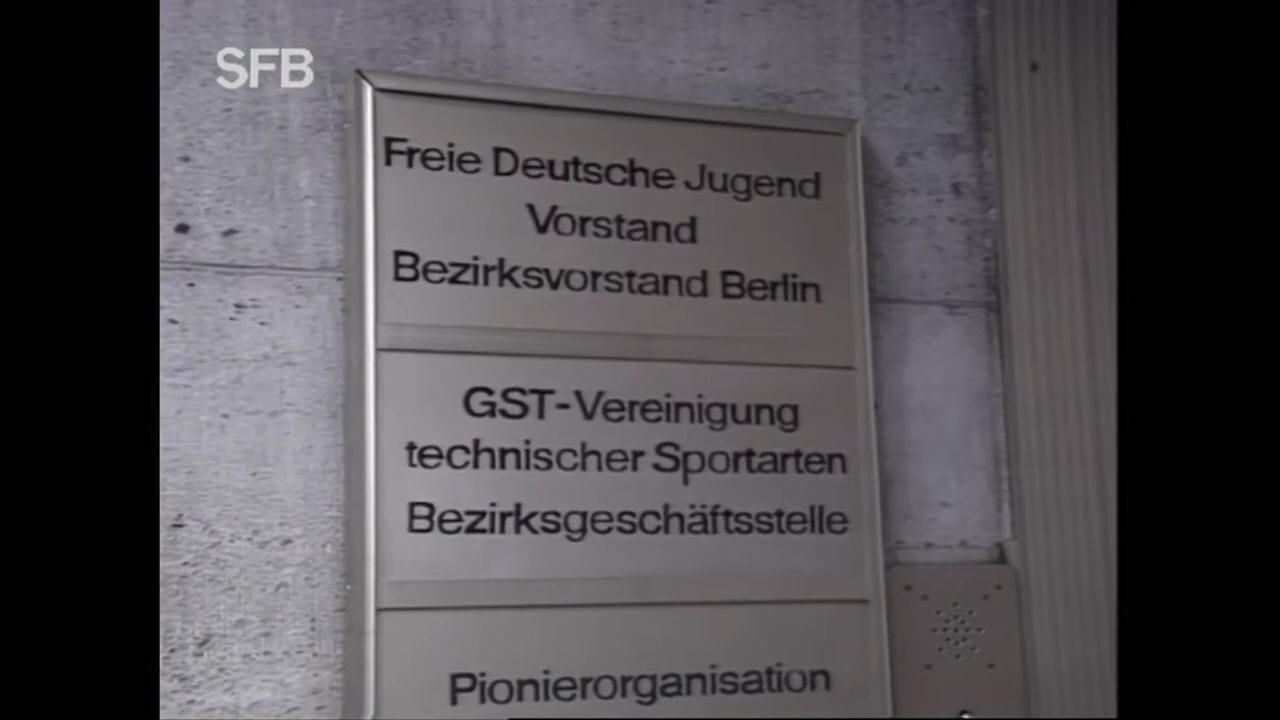 SFB
Freie Deutsche Jugend
Vorstand
Bezirksvorstand Berlin
GST-Vereinigung
technischer Sportarten
Bezirksgeschäftsstelle
Pionierorganisation